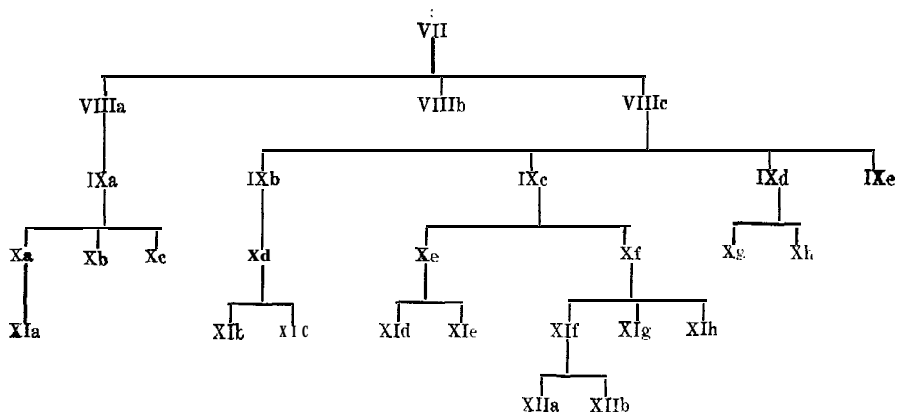 VII
VIIIa VIIIb VIIIc
IXa IXb IXc IXd IXe
Xa Xb Xc Xd Xe Xf Xg Xh
XIa XIb XIc XId XIe XIf XIg XIh
XIIa XIIb